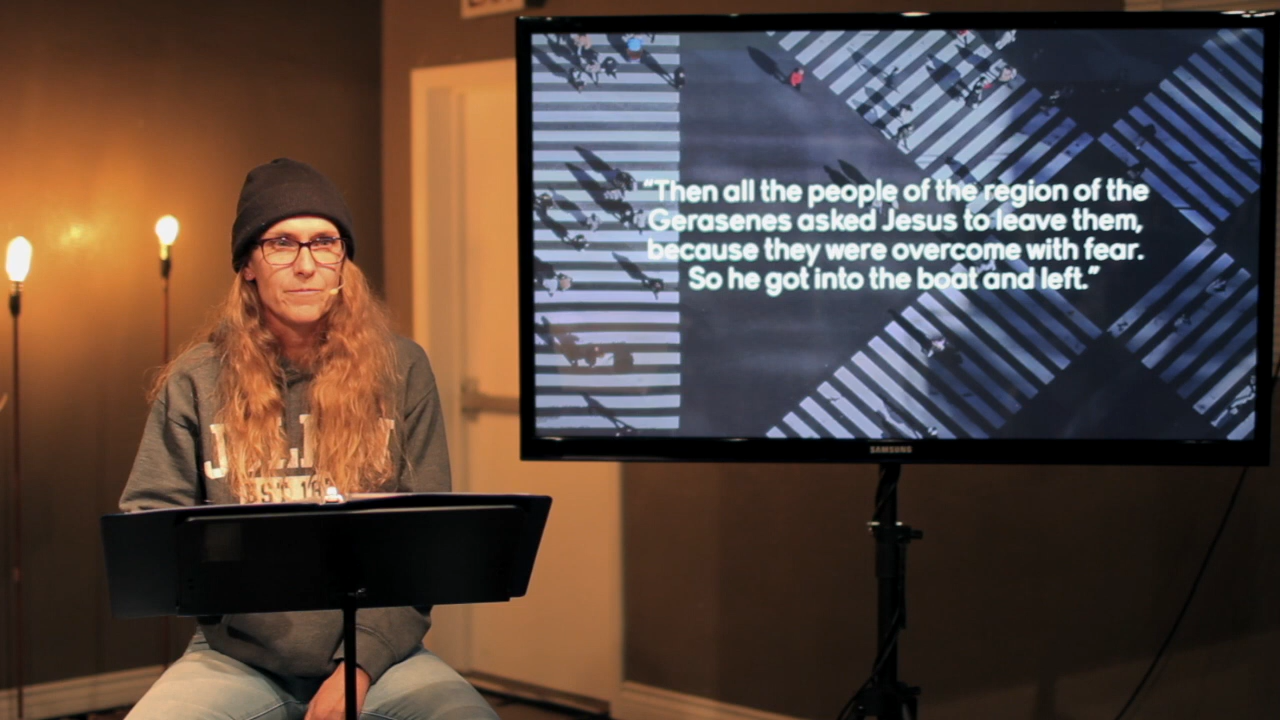 “Then all the people of the region of the
Gerasenes asked Jesus to leave them,
because they were overcome with fear.
So he got into the boat and left.”
SAMSUNG
EST